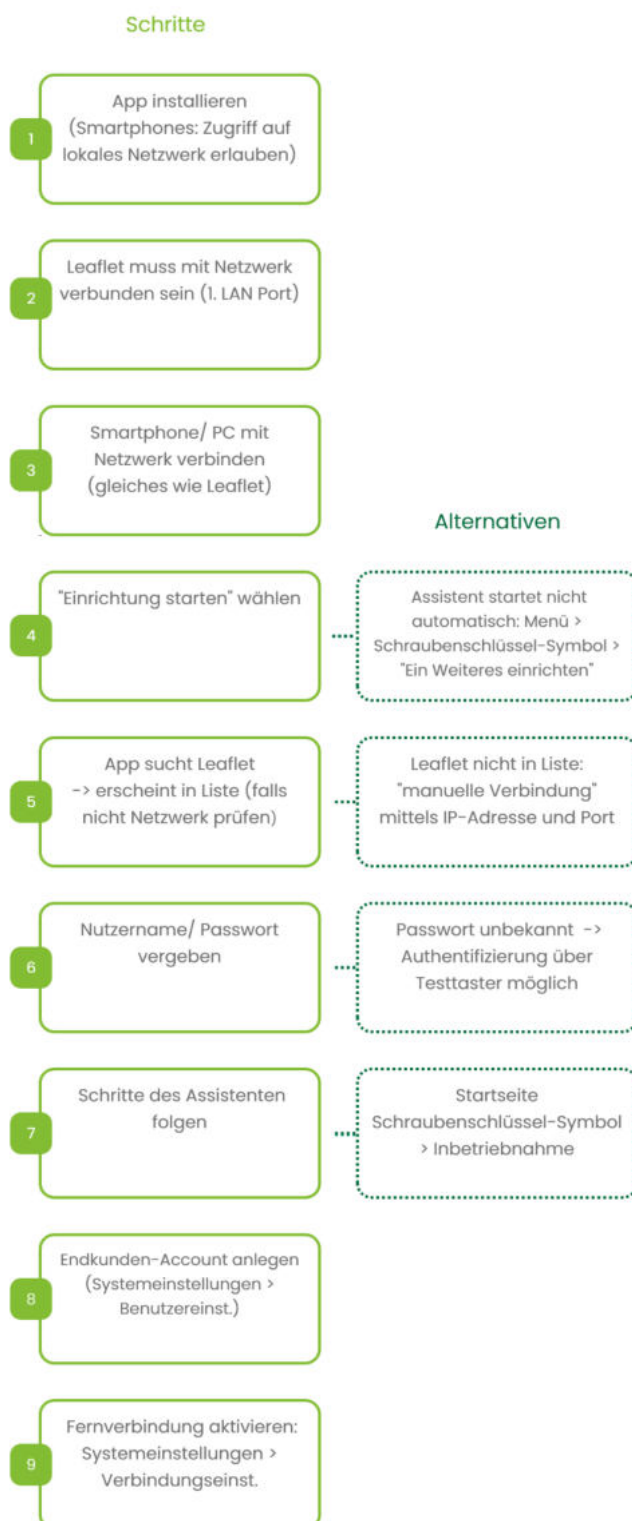 Schritte
1
App installieren
(Smartphones: Zugriff auf
lokales Netzwerk erlauben)
2
Leaflet muss mit Netzwerk
verbunden sein (1. LAN Port)
3
Smartphone/ PC mit
Netzwerk verbinden
(gleiches wie Leaflet)
Alternativen
4
"Einrichtung starten" wählen
Assistent startet nicht
automatisch: Menü >
Schraubenschlüssel-Symbol >
"Ein Weiteres einrichten"
5
App sucht Leaflet
-> erscheint in Liste (falls
nicht Netzwerk prüfen)
Leaflet nicht in Liste:
"manuelle Verbindung"
mittels IP-Adresse und Port
6
Nutzername/ Passwort
vergeben
Passwort unbekannt ->
Authentifizierung über
Testtaster möglich
7
Schritte des Assistenten
folgen
Startseite
Schraubenschlüssel-Symbol
> Inbetriebnahme
8
Endkunden-Account anlegen
(Systemeinstellungen >
Benutzereinst.)
9
Fernverbindung aktivieren:
Systemeinstellungen >
Verbindungseinst.